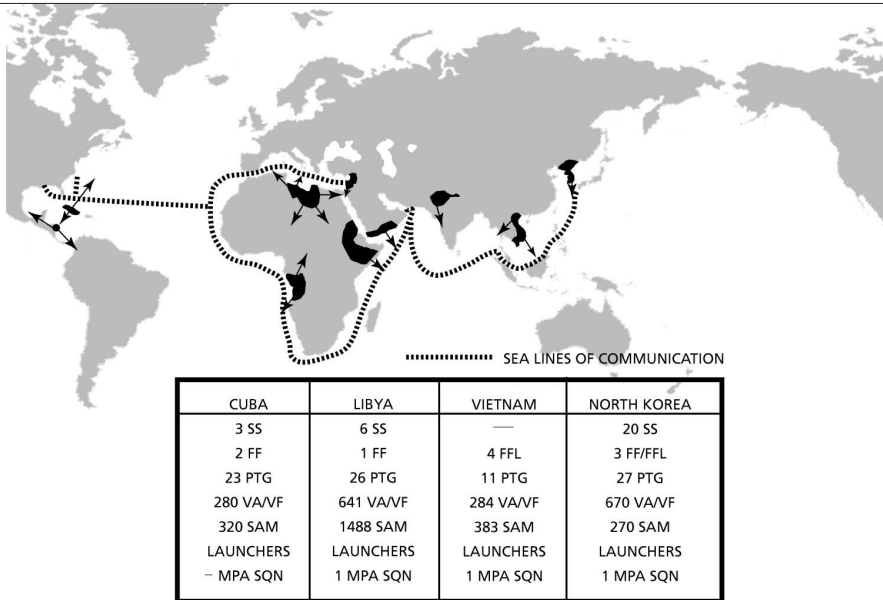 SEA LINES OF COMMUNICATION
CUBA LIBYA VIETNAM NORTH KOREA
3 SS 6 SS — 20 SS
2 FF 1 FF 4 FFL 3 FF/FFL
23 PTG 26 PTG 11 PTG 27 PTG
280 VA/VF 641 VA/VF 284 VA/VF 670 VA/VF
320 SAM 1488 SAM 383 SAM 270 SAM
LAUNCHERS LAUNCHERS LAUNCHERS LAUNCHERS
– MPA SQN 1 MPA SQN 1 MPA SQN 1 MPA SQN